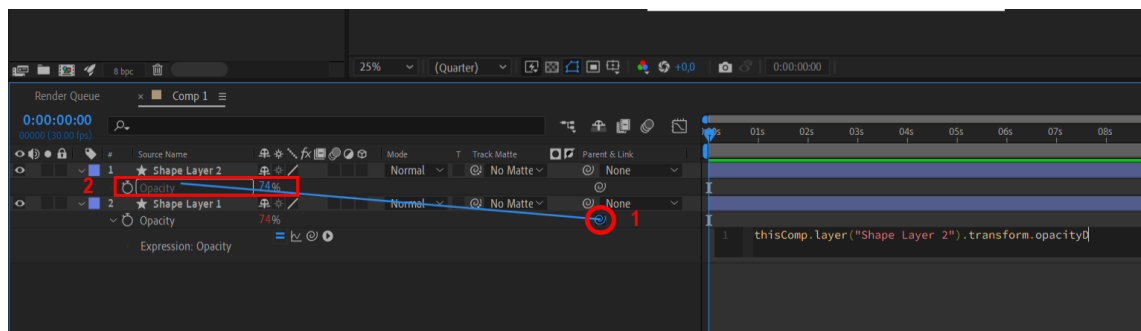 8 bpc
25% (Quarter) +0,0 0:00:00:00
Render Queue × Comp 1
0:00:00:00
00000 (30.00 fps)
00s 01s 02s 03s 04s 05s 06s 07s 08s
# Source Name fx Mode T Track Matte Parent & Link
1 Shape Layer 2 Normal No Matte None
2 Opacity 74%
2 Shape Layer 1 Normal No Matte None
Opacity 74% 1
Expression: Opacity
1 thisComp.layer("Shape Layer 2").transform.opacityD